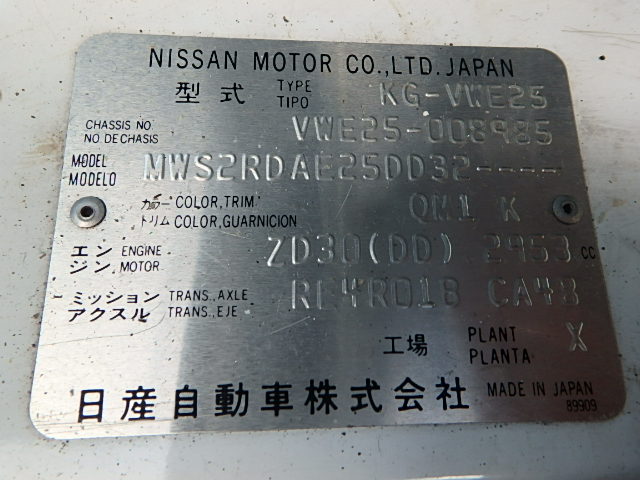 NISSAN MOTOR CO.,LTD. JAPAN
型式 TYPE TIPO KG-VWE25
CHASSIS NO. NO DE CHASIS VWE25-008985
MODEL MODELO MWS2RDAE25DD32----
カラー COLOR,TRIM QM1 K
トリム COLOR,GUARNICION
エンジン ENGINE MOTOR ZD30(DD) 2953 cc
ミッション TRANS.,AXLE RE4R01B CA43
アクスル TRANS.,EJE
工場 PLANT PLANTA X
日産自動車株式会社 MADE IN JAPAN
89909